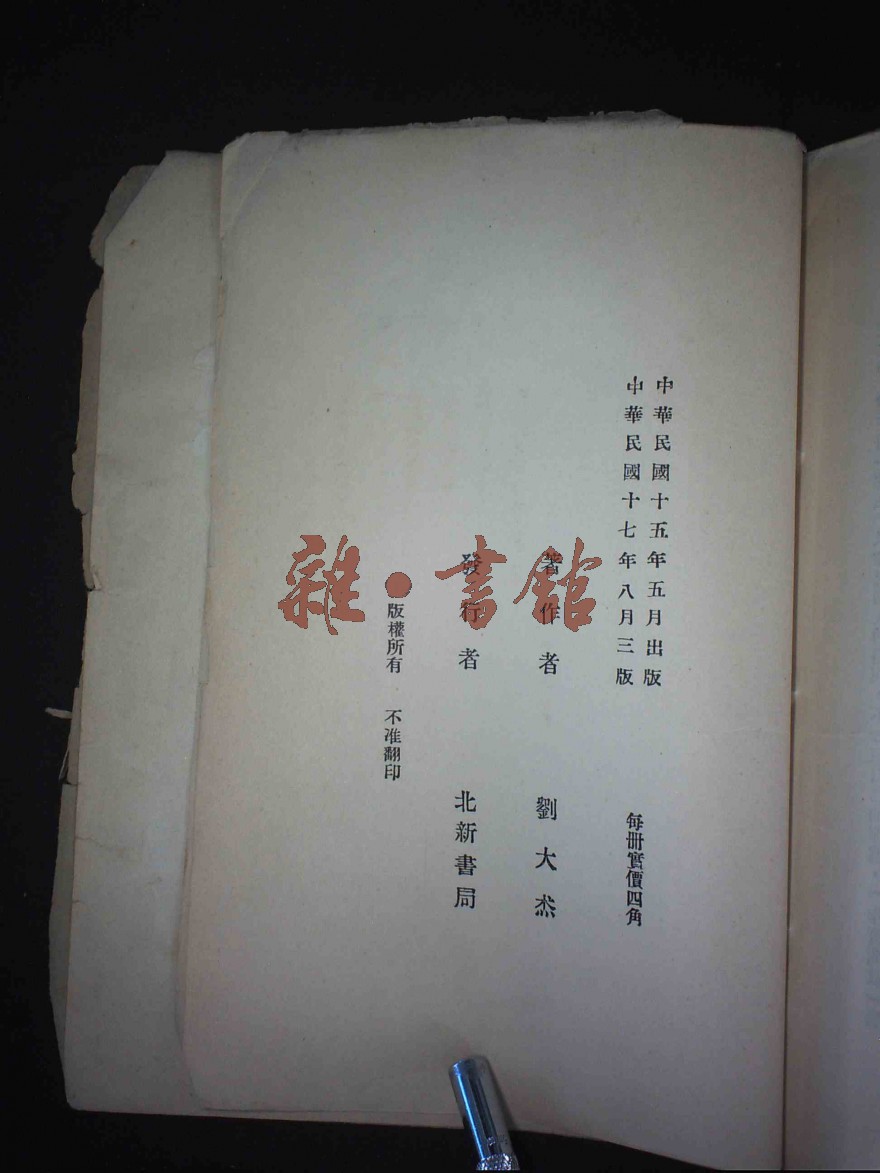 中華民國十五年五月出版
中華民國十七年八月三版
每冊實價四角
著作者 劉大杰
發行者 北新書局
版權所有 不准翻印
雜·書館